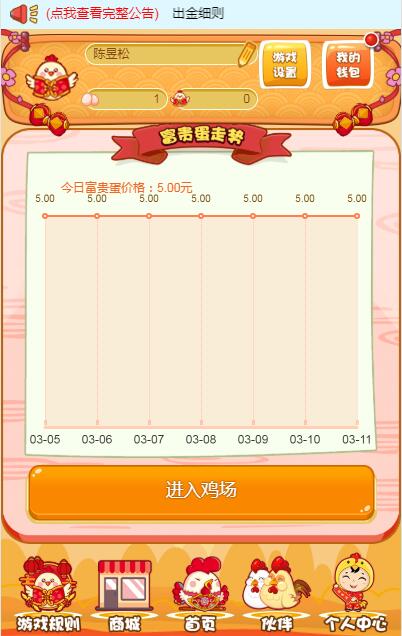 (点我查看完整公告) 出金细则
陈昱松
游戏
设置
我的
钱包
1
0
富贵蛋走势
今日富贵蛋价格：5.00元
5.00 5.00 5.00 5.00 5.00 5.00 5.00
03-05 03-06 03-07 03-08 03-09 03-10 03-11
进入鸡场
游戏规则 商城 首页 伙伴 个人中心